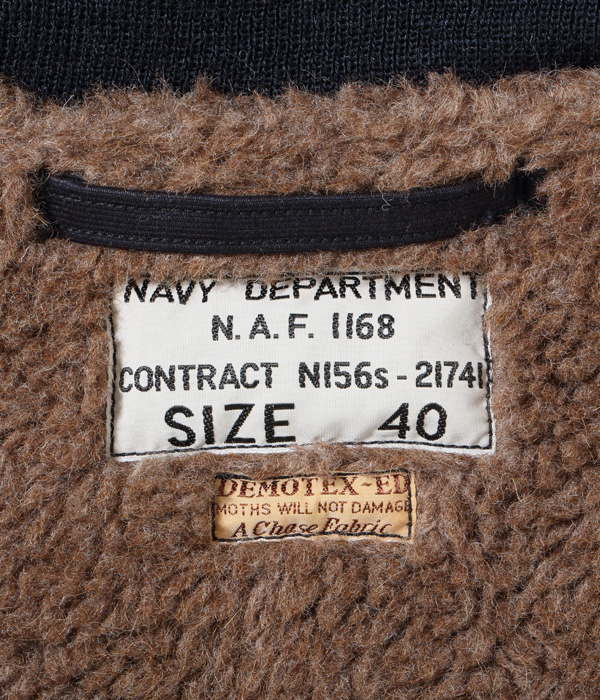 NAVY DEPARTMENT
N. A. F. 1168
CONTRACT N156s - 21741
SIZE 40
DEMOTEX~ED
MOTHS WILL NOT DAMAGE
A Chase Fabric